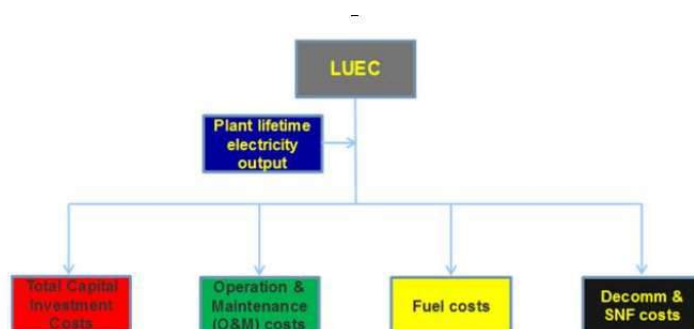 LUEC
Plant lifetime
electricity
output
Total Capital
Investment
Costs
Operation &
Maintenance
(O&M) costs
Fuel costs
Decomm &
SNF costs